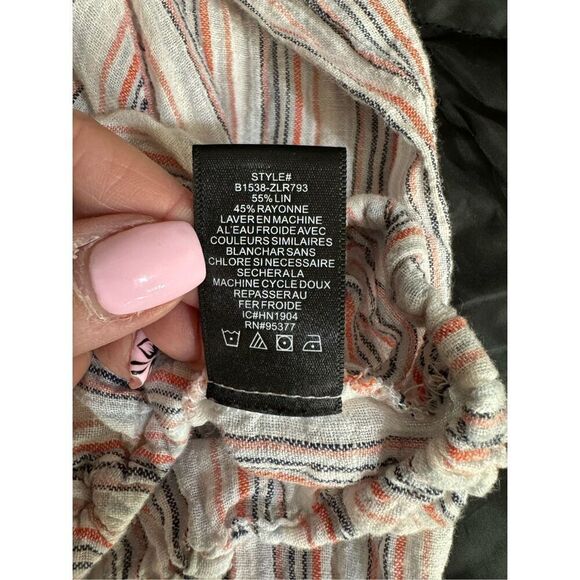 STYLE#
B1538-ZLR793
55% LIN
45% RAYONNE
LAVER EN MACHINE
A L'EAU FROIDE AVEC
COULEURS SIMILAIRES
BLANCHAR SANS
CHLORE SI NECESSAIRE
SECHER A LA
MACHINE CYCLE DOUX
REPASSER AU
FER FROIDE
IC#HN1904
RN#95377